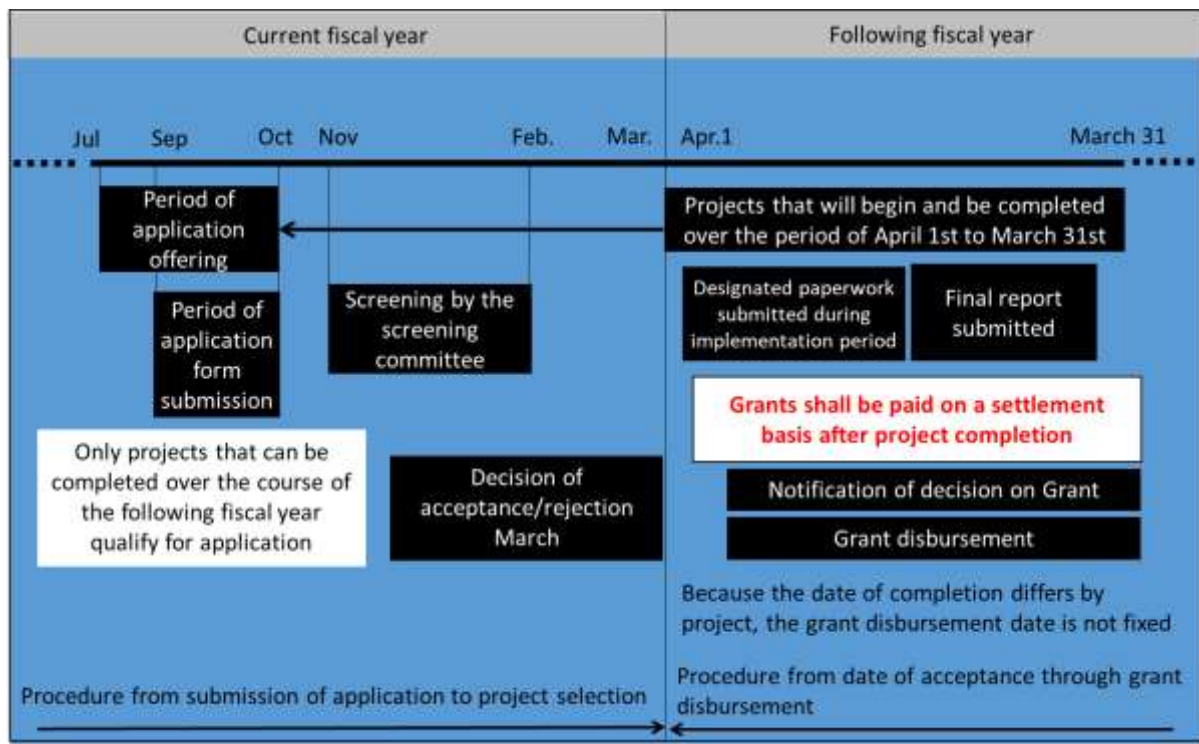 Current fiscal year
Following fiscal year
Jul
Sep
Oct
Nov
Feb.
Mar.
Apr.1
March 31
Period of
application
offering
Projects that will begin and be completed
over the period of April 1st to March 31st
Period of
application
form
submission
Screening by the
screening
committee
Designated paperwork
submitted during
implementation period
Final report
submitted
Grants shall be paid on a settlement
basis after project completion
Only projects that can be
completed over the course of
the following fiscal year
qualify for application
Decision of
acceptance/rejection
March
Notification of decision on Grant
Grant disbursement
Because the date of completion differs by
project, the grant disbursement date is not fixed
Procedure from submission of application to project selection
Procedure from date of acceptance through grant
disbursement